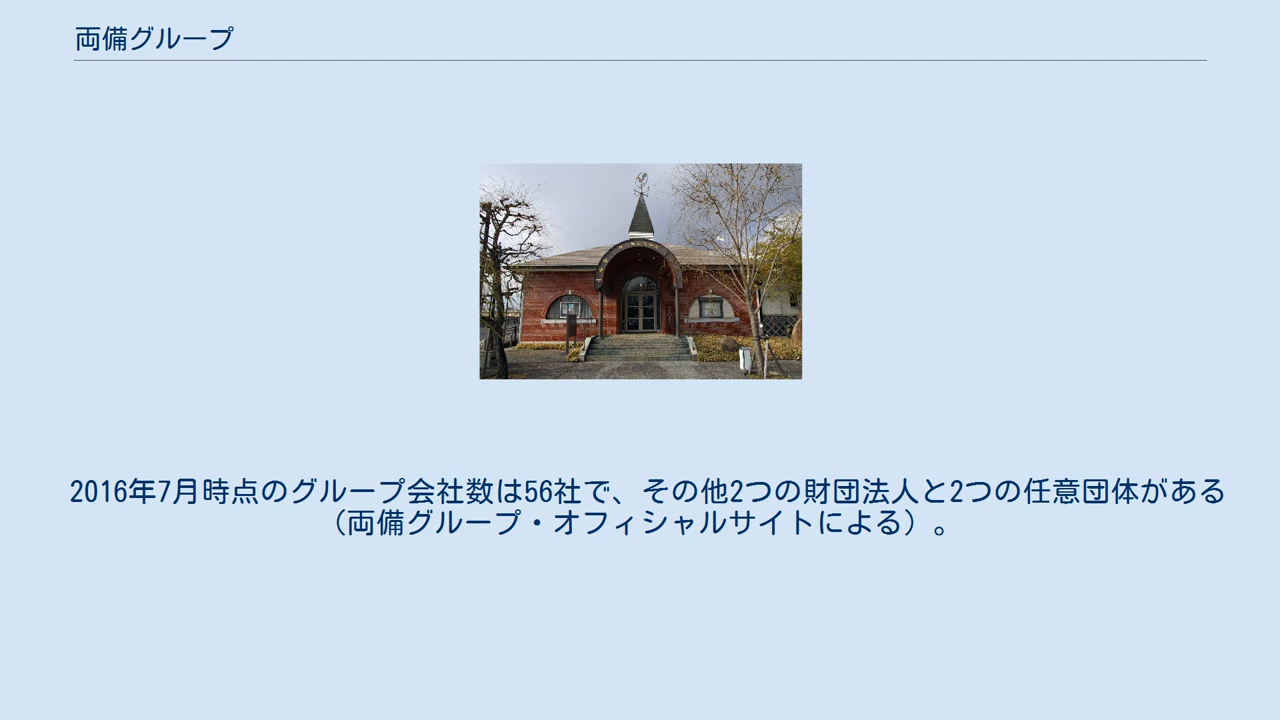 両備グループ
2016年7月時点のグループ会社数は56社で、その他2つの財団法人と2つの任意団体がある
（両備グループ・オフィシャルサイトによる）。